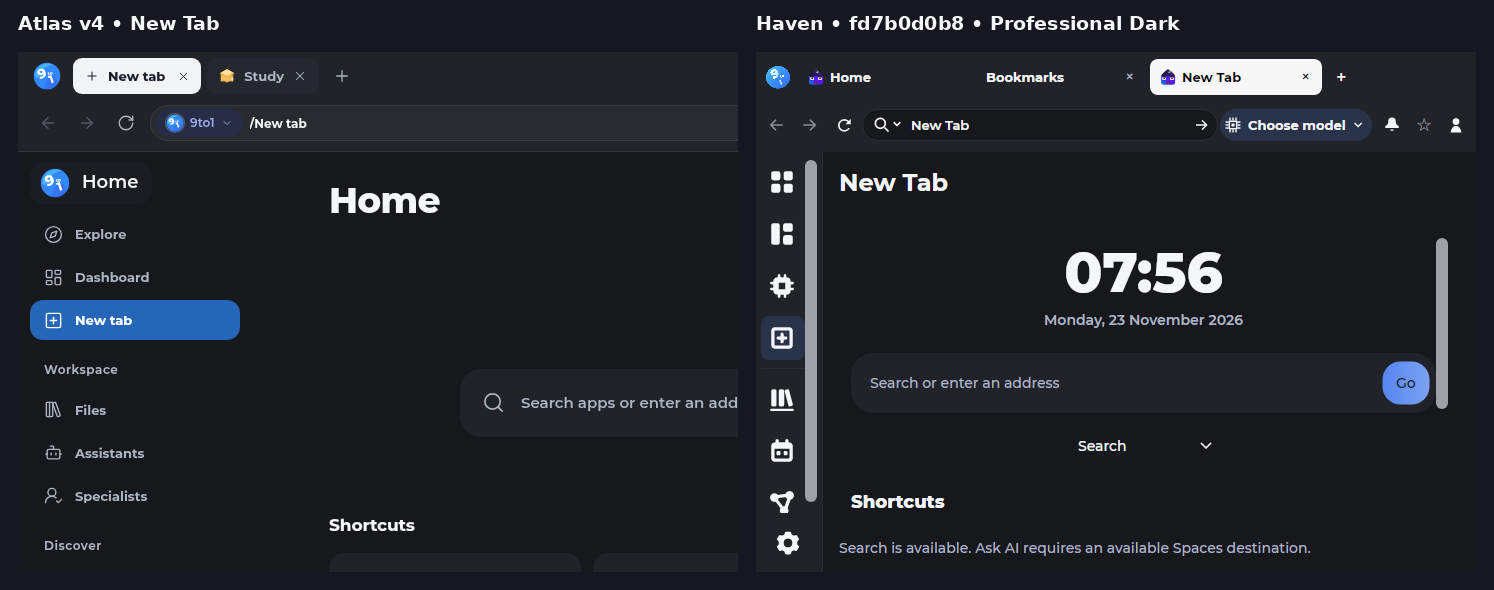 Atlas v4 • New Tab
New tab
Study
9to1
/New tab
Home
Explore
Dashboard
New tab
Workspace
Files
Assistants
Specialists
Discover
Home
Search apps or enter an add
Shortcuts
Haven • fd7b0d0b8 • Professional Dark
Home
Bookmarks
New Tab
New Tab
Choose model
New Tab
07:56
Monday, 23 November 2026
Search or enter an address
Go
Search
Shortcuts
Search is available. Ask AI requires an available Spaces destination.